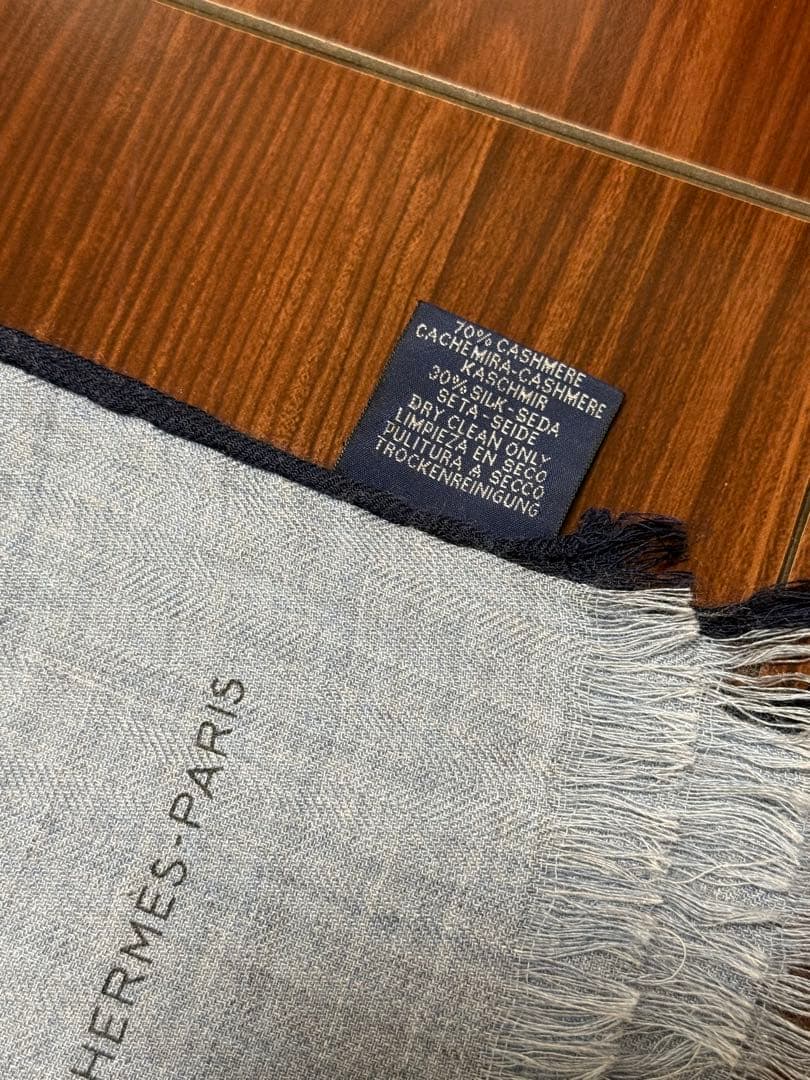 70% CASHMERE
CACHEMIRA-CASHMERE
KASCHMIR
30% SILK-SEDA
SETA-SEIDE
DRY CLEAN ONLY
LIMPIEZA EN SECO
PULITURA A SECCO
TROCKENREINIGUNG
HERMÈS-PARIS